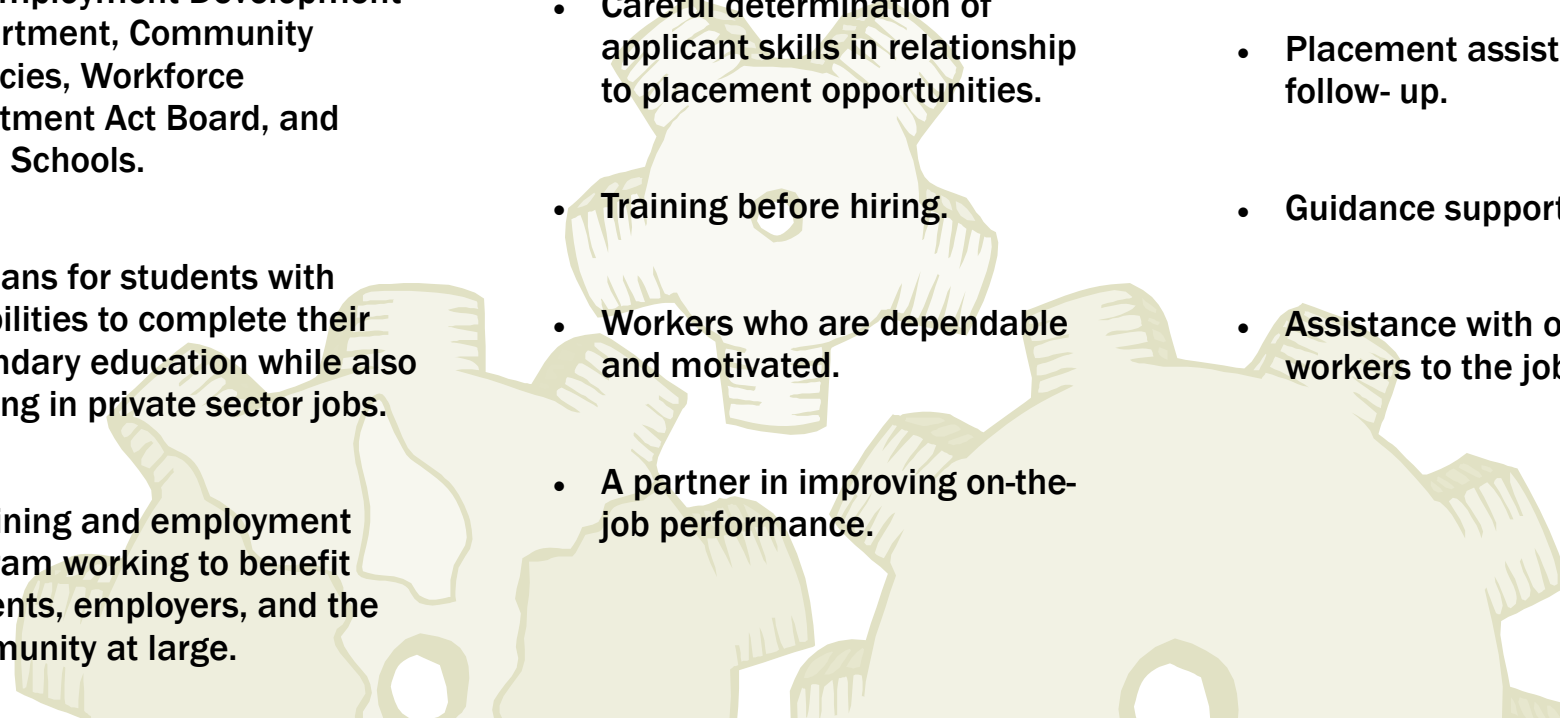 mployment Development
rtment, Community
cies, Workforce
tment Act Board, and
Schools.
ans for students with
ilities to complete their
ndary education while also
ng in private sector jobs.
ining and employment
am working to benefit
ents, employers, and the
munity at large.
• Careful determination of
applicant skills in relationship
to placement opportunities.
• Training before hiring.
• Workers who are dependable
and motivated.
• A partner in improving on-the-
job performance.
• Placement assist
follow- up.
• Guidance support
• Assistance with o
workers to the job